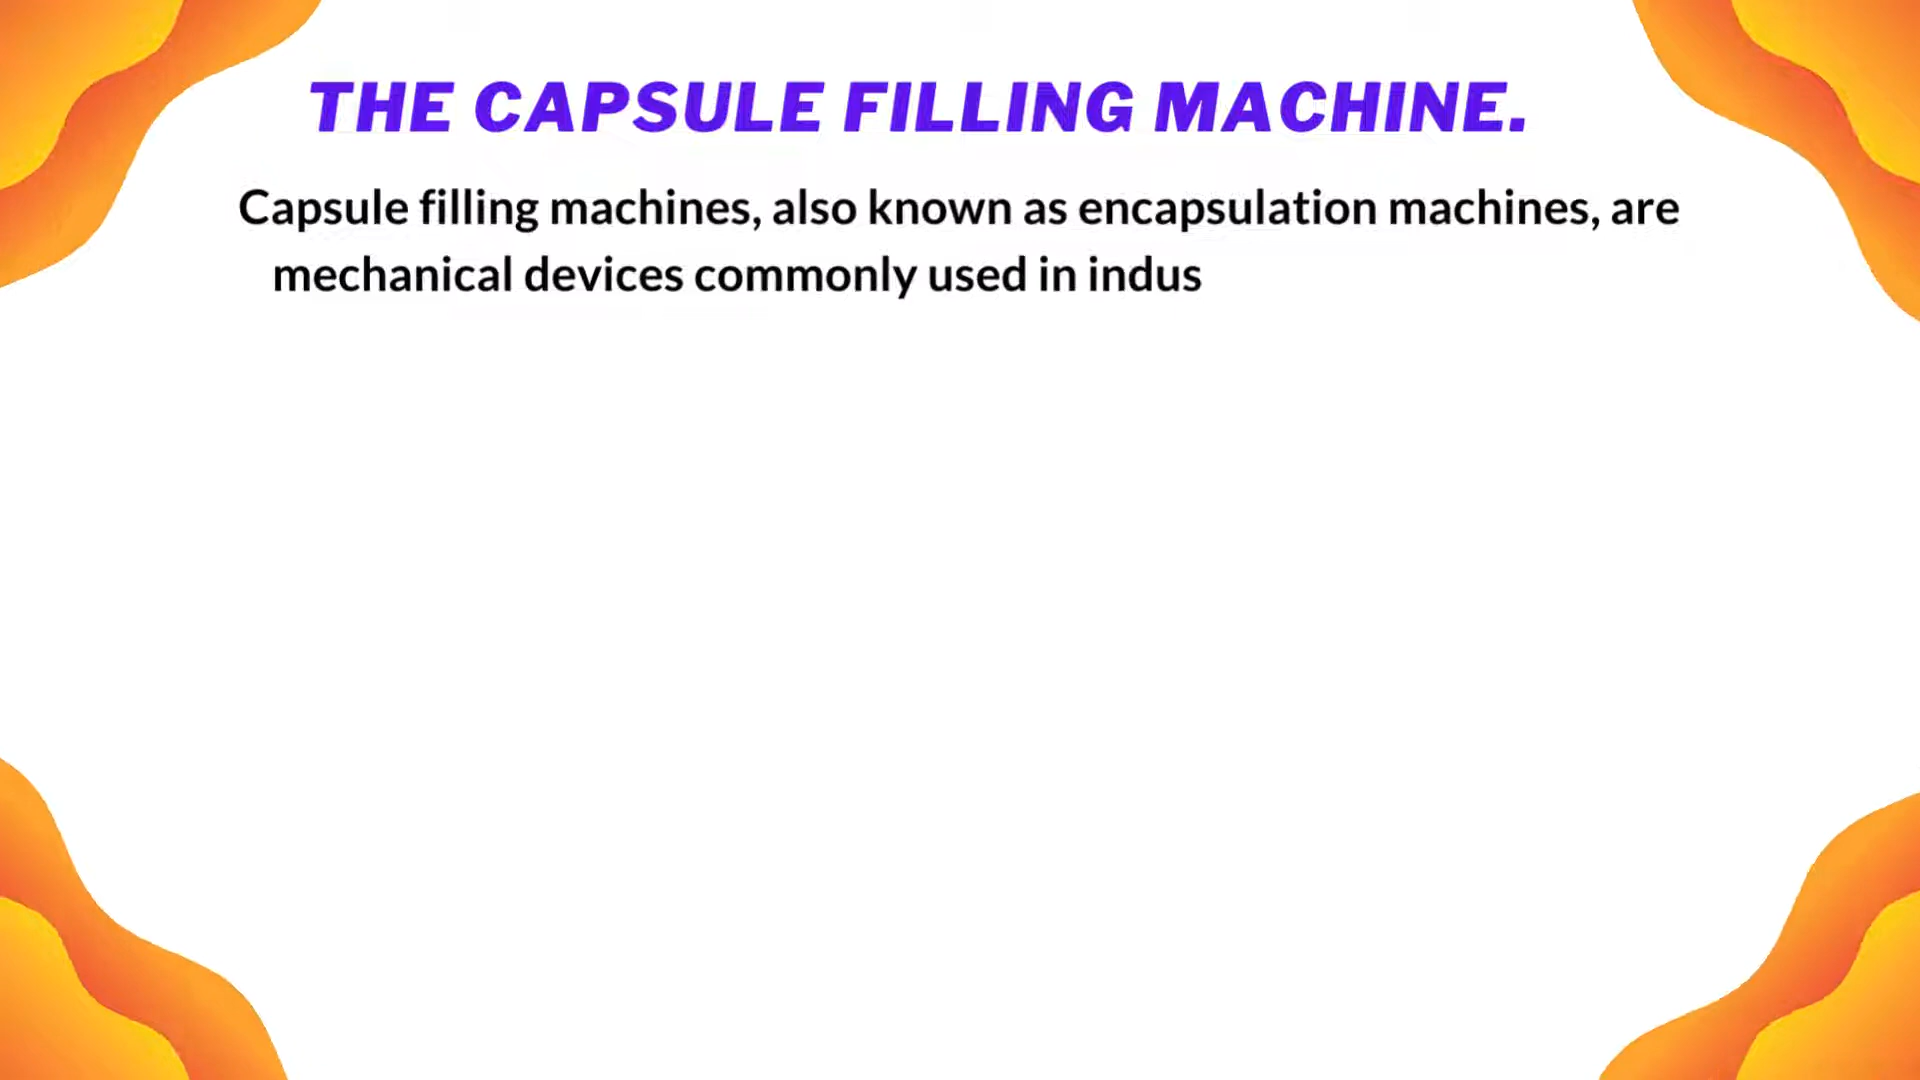 THE CAPSULE FILLING MACHINE.
Capsule filling machines, also known as encapsulation machines, are
mechanical devices commonly used in indus